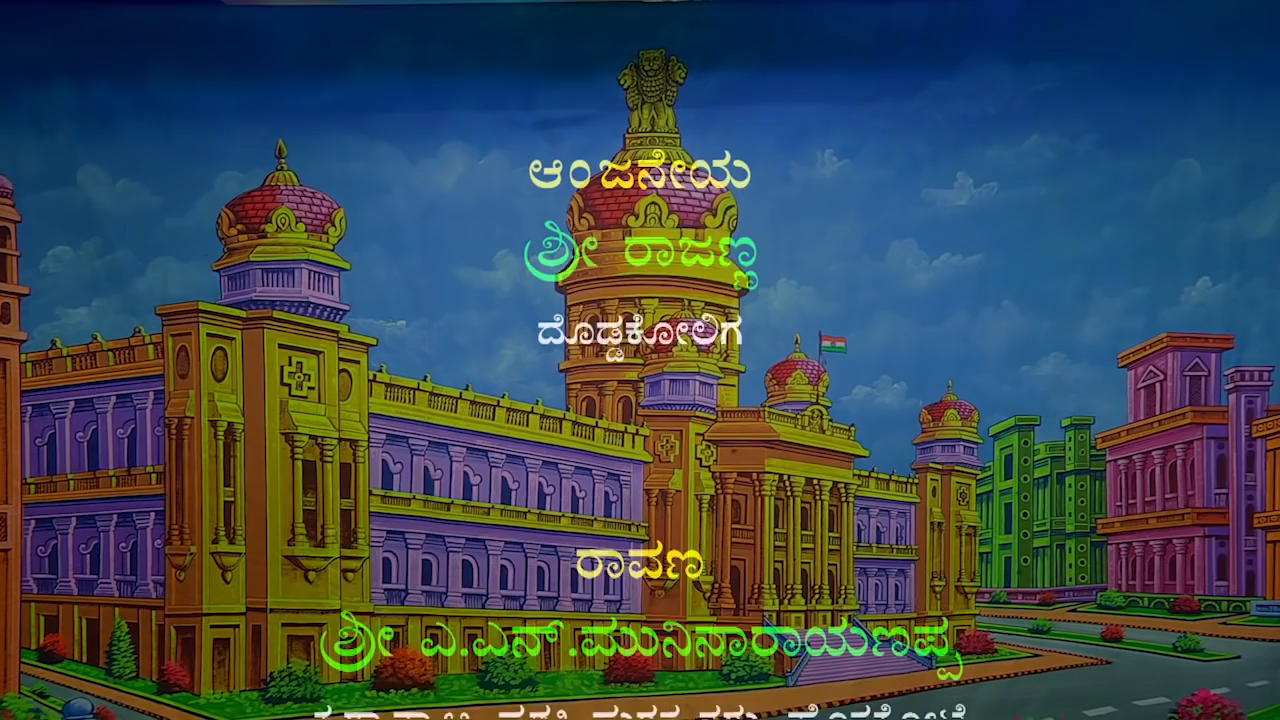 ಆಂಜನೇಯ
ಶ್ರೀ ರಾಜಣ್ಣ
ದೊಡ್ಡಕೋಲಿಗ
ರಾವಣ
ಶ್ರೀ ಎ.ಎನ್.ಮುನಿನಾರಾಯಣಪ್ಪ